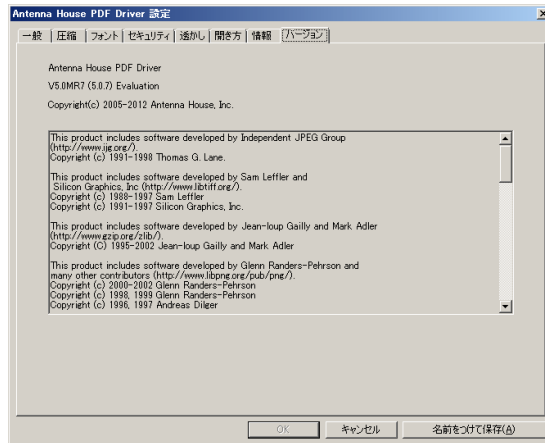 Antenna House PDF Driver 設定
一般 圧縮 フォント セキュリティ 透かし 開き方 情報 バージョン
Antenna House PDF Driver
V5.0MR7 (5.0.7) Evaluation
Copyright(c) 2005-2012 Antenna House, Inc.
This product includes software developed by Independent JPEG Group
(http://www.ijg.org/).
Copyright (c) 1991-1998 Thomas G. Lane.
This product includes software developed by Sam Leffler and
Silicon Graphics, Inc (http://www.libtiff.org/).
Copyright (c) 1988-1997 Sam Leffler
Copyright (c) 1991-1997 Silicon Graphics, Inc.
This product includes software developed by Jean-loup Gailly and Mark Adler
(http://www.gzip.org/zlib/).
Copyright (C) 1995-2002 Jean-loup Gailly and Mark Adler
This product includes software developed by Glenn Randers-Pehrson and
many other contributors (http://www.libpng.org/pub/png/).
Copyright (c) 2000-2002 Glenn Randers-Pehrson
Copyright (c) 1998, 1999 Glenn Randers-Pehrson
Copyright (c) 1996, 1997 Andreas Dilger
OK キャンセル 名前をつけて保存(A)